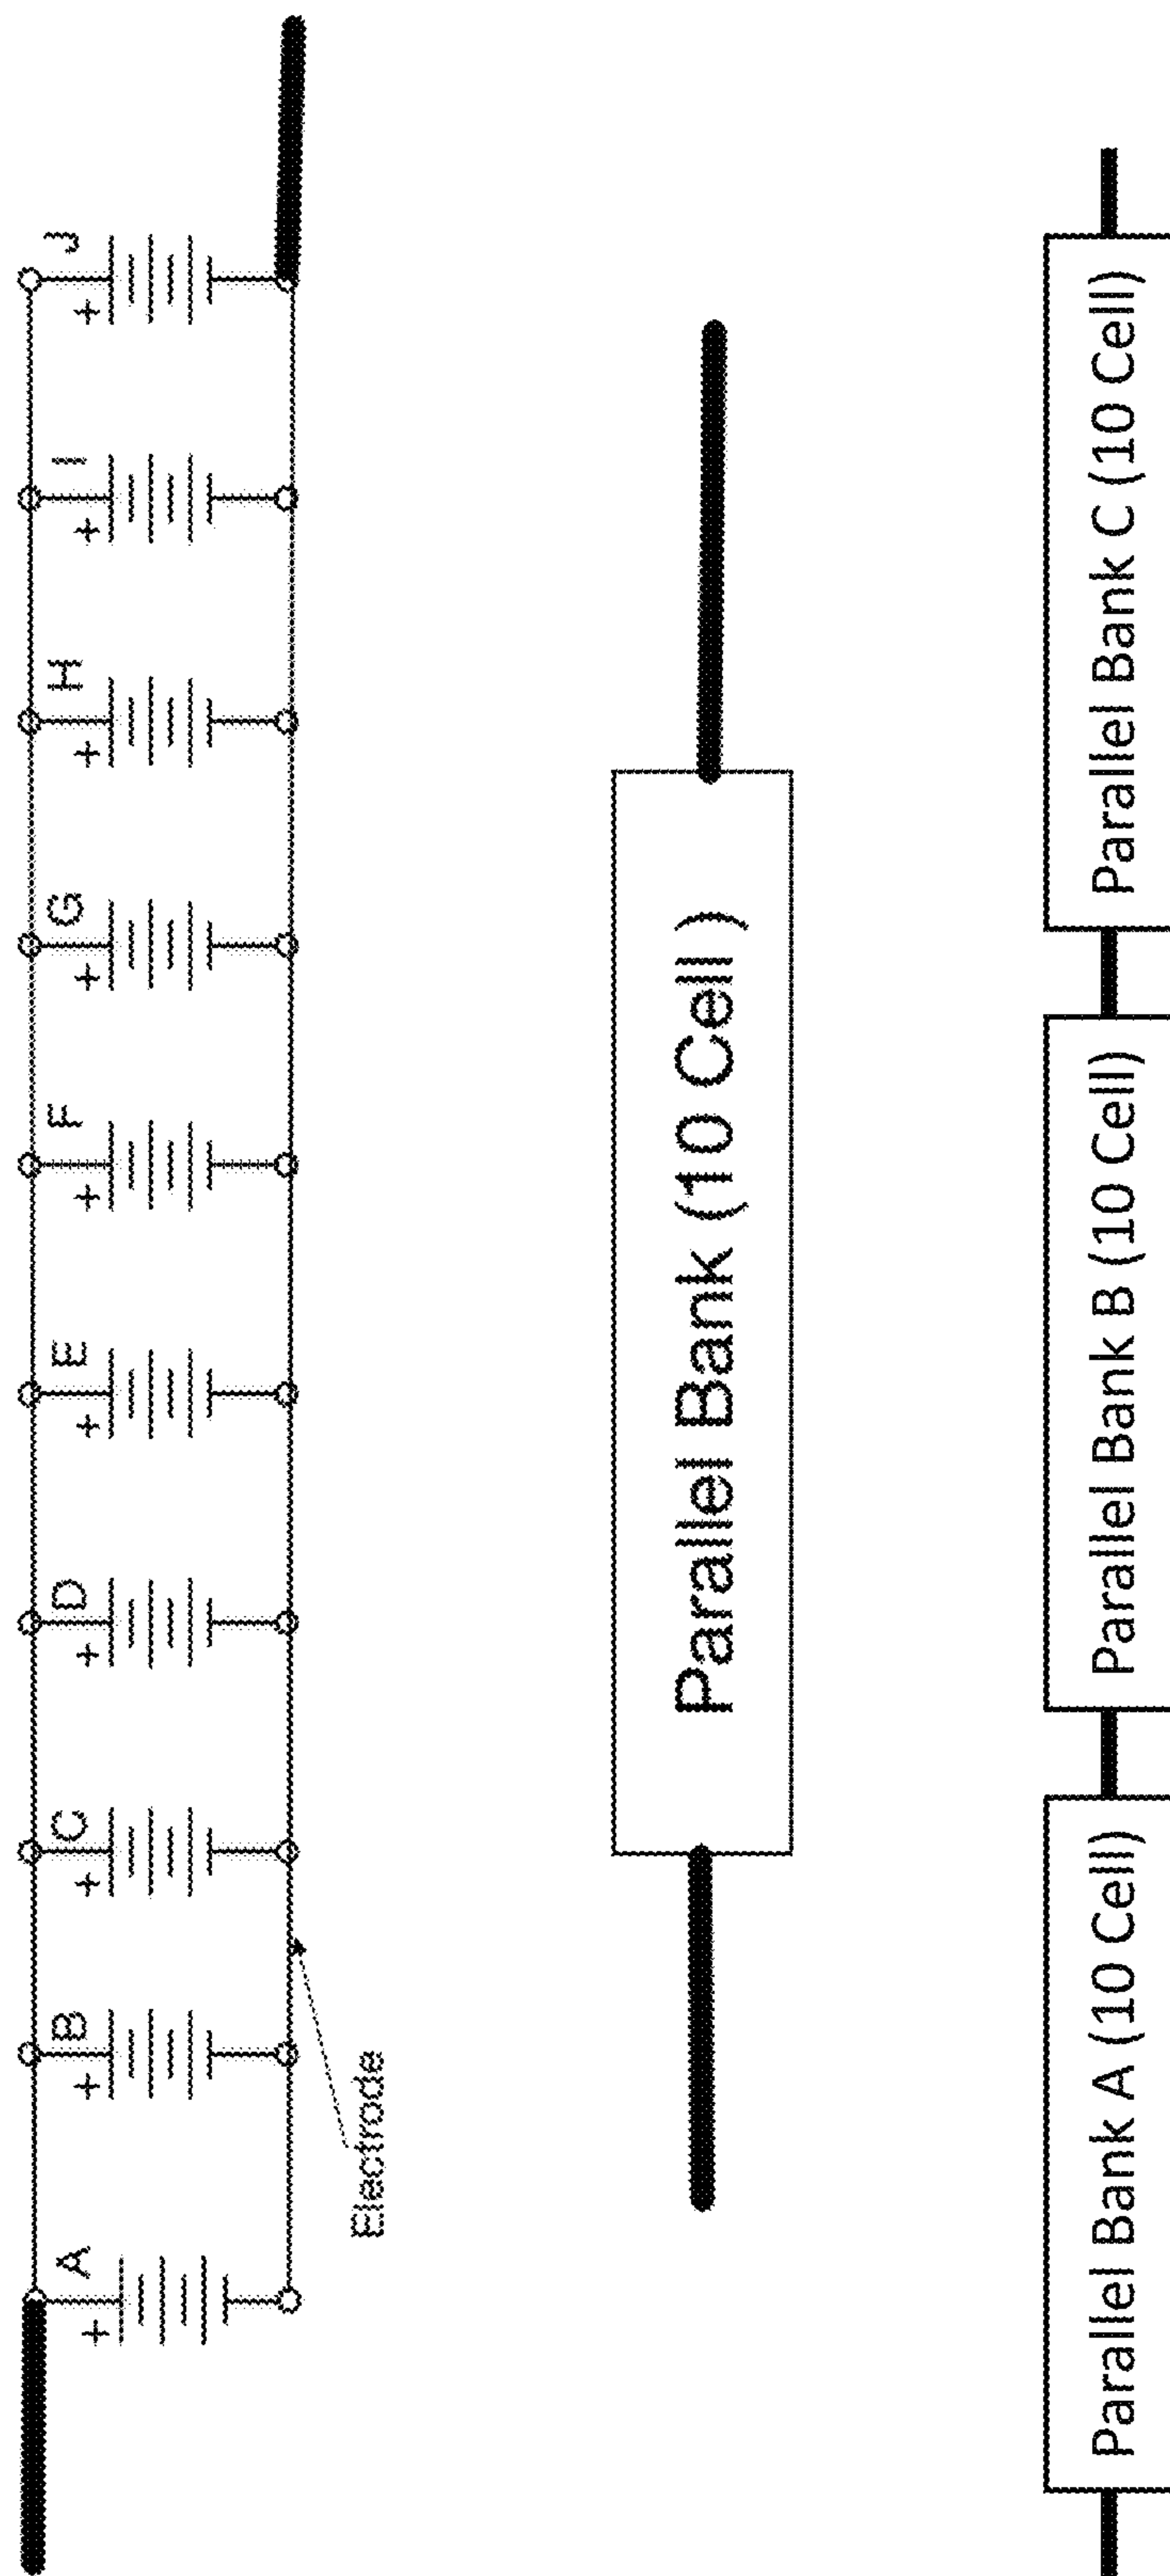 A B C D E F G H I J
+ + + + + + + + + +
Electrode
Parallel Bank (10 Cell )
Parallel Bank A (10 Cell) Parallel Bank B (10 Cell) Parallel Bank C (10 Cell)